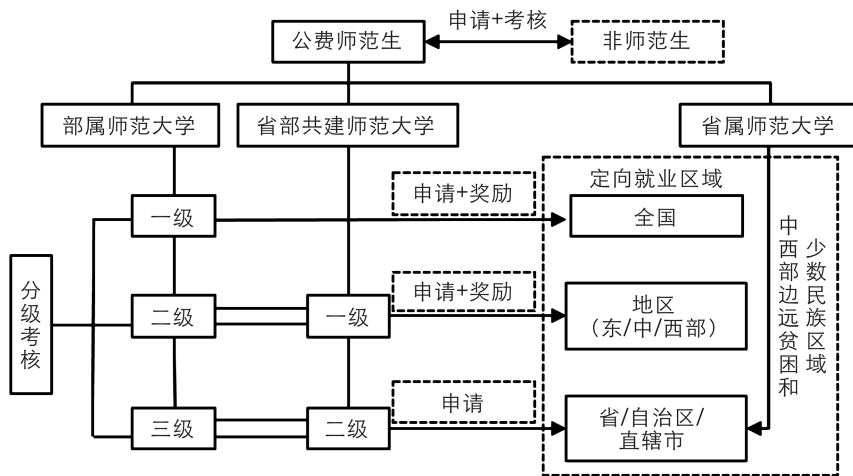 公费师范生
申请+考核
非师范生
部属师范大学
省部共建师范大学
省属师范大学
定向就业区域
一级
申请+奖励
全国
分级考核
二级
一级
申请+奖励
地区
（东/中/西部）
中西部边远贫困和
少数民族区域
三级
二级
申请
省/自治区/
直辖市